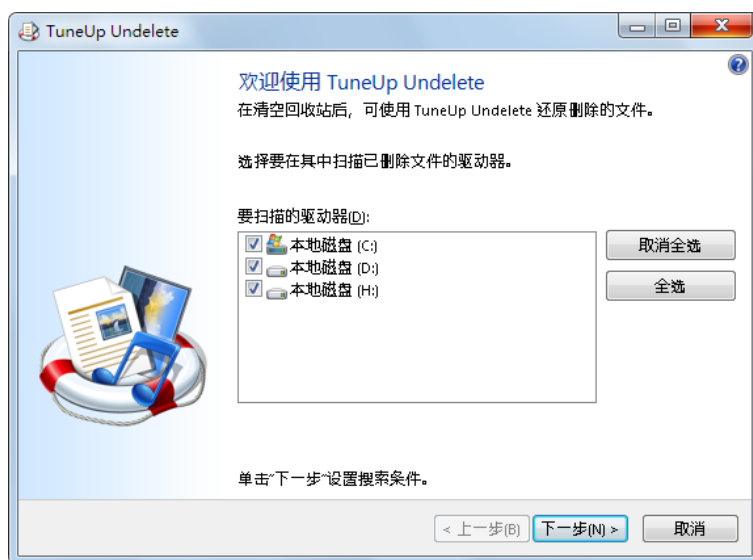 TuneUp Undelete
欢迎使用 TuneUp Undelete
在清空回收站后，可使用 TuneUp Undelete 还原删除的文件。
选择要在其中扫描已删除文件的驱动器。
要扫描的驱动器(D):
本地磁盘 (C:)
本地磁盘 (D:)
本地磁盘 (H:)
取消全选
全选
单击“下一步”设置搜索条件。
< 上一步(B)
下一步(N) >
取消